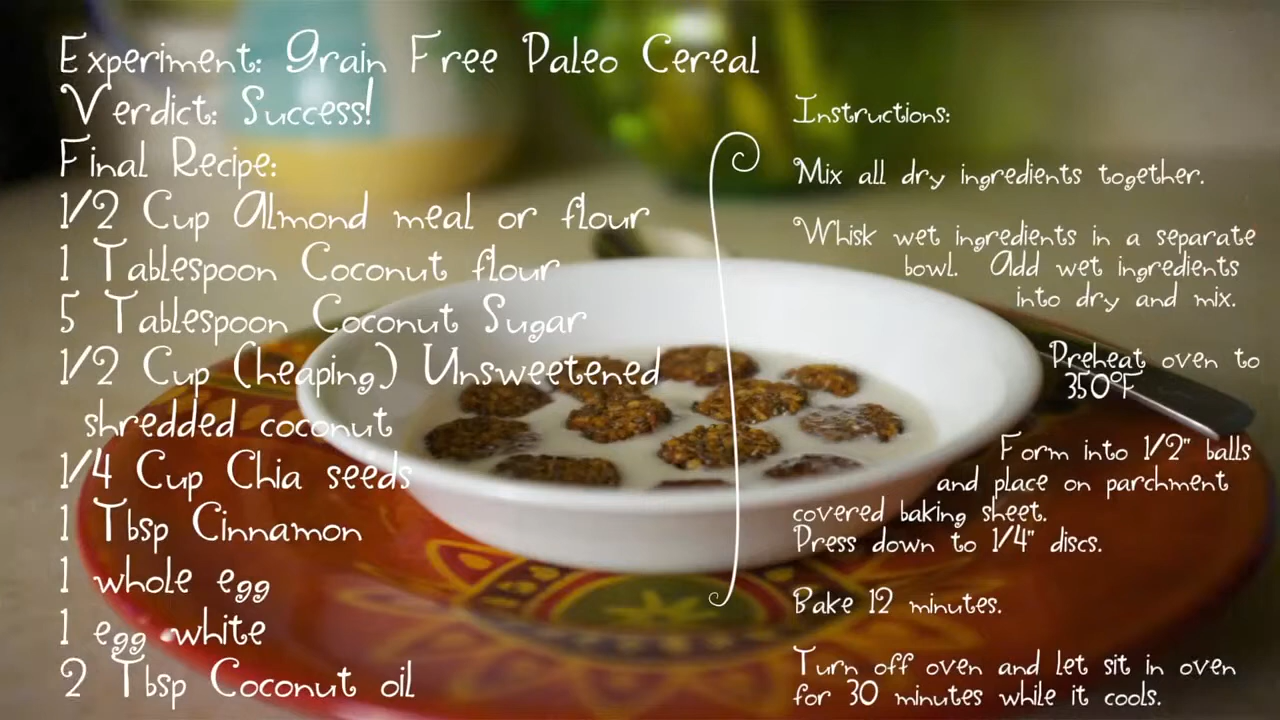 Experiment: Grain Free Paleo Cereal
Verdict: Success!
Final Recipe:
1/2 Cup Almond meal or flour
1 Tablespoon Coconut flour
5 Tablespoon Coconut Sugar
1/2 Cup (heaping) Unsweetened
shredded coconut
1/4 Cup Chia seeds
1 Tbsp Cinnamon
1 whole egg
1 egg white
2 Tbsp Coconut oil
Instructions:
Mix all dry ingredients together.
Whisk wet ingredients in a separate
bowl. Add wet ingredients
into dry and mix.
Preheat oven to
350°F
Form into 1/2" balls
and place on parchment
covered baking sheet.
Press down to 1/4" discs.
Bake 12 minutes.
Turn off oven and let sit in oven
for 30 minutes while it cools.